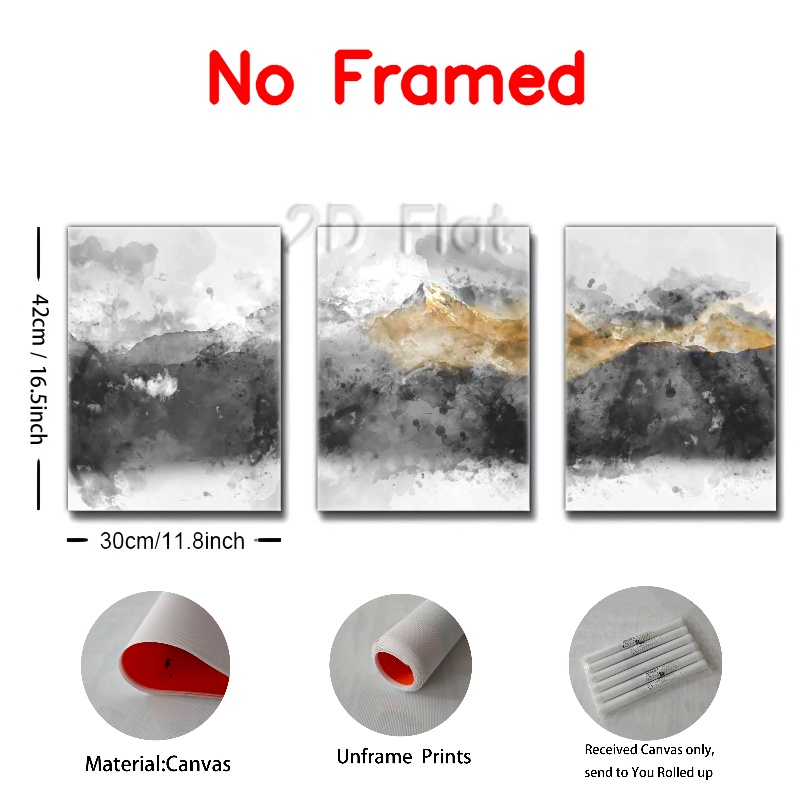 No Framed
2D Flat
42cm / 16.5inch
30cm/11.8inch
Material:Canvas
Unframe Prints
Received Canvas only,
send to You Rolled up